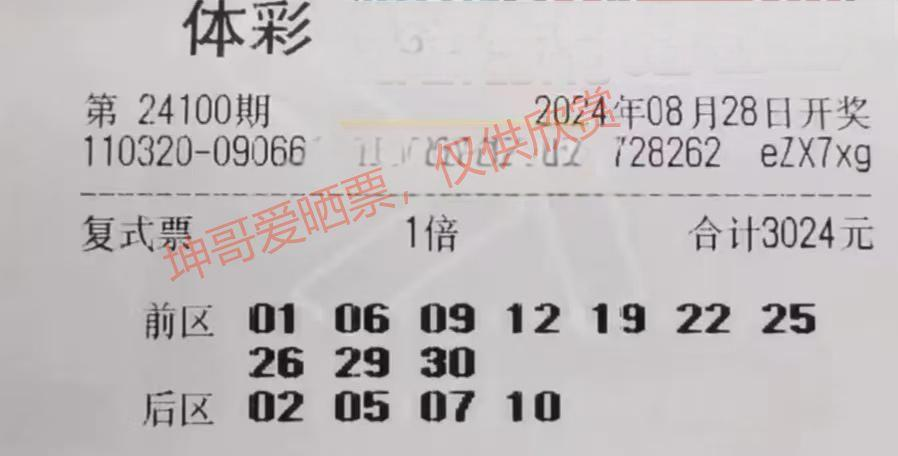 体彩
第 24100期 2024年08月28日开奖
110320-09066 728262 eZX7xg
复式票 1倍 合计3024元
坤哥爱晒票，仅供欣赏
前区 01 06 09 12 19 22 25
26 29 30
后区 02 05 07 10